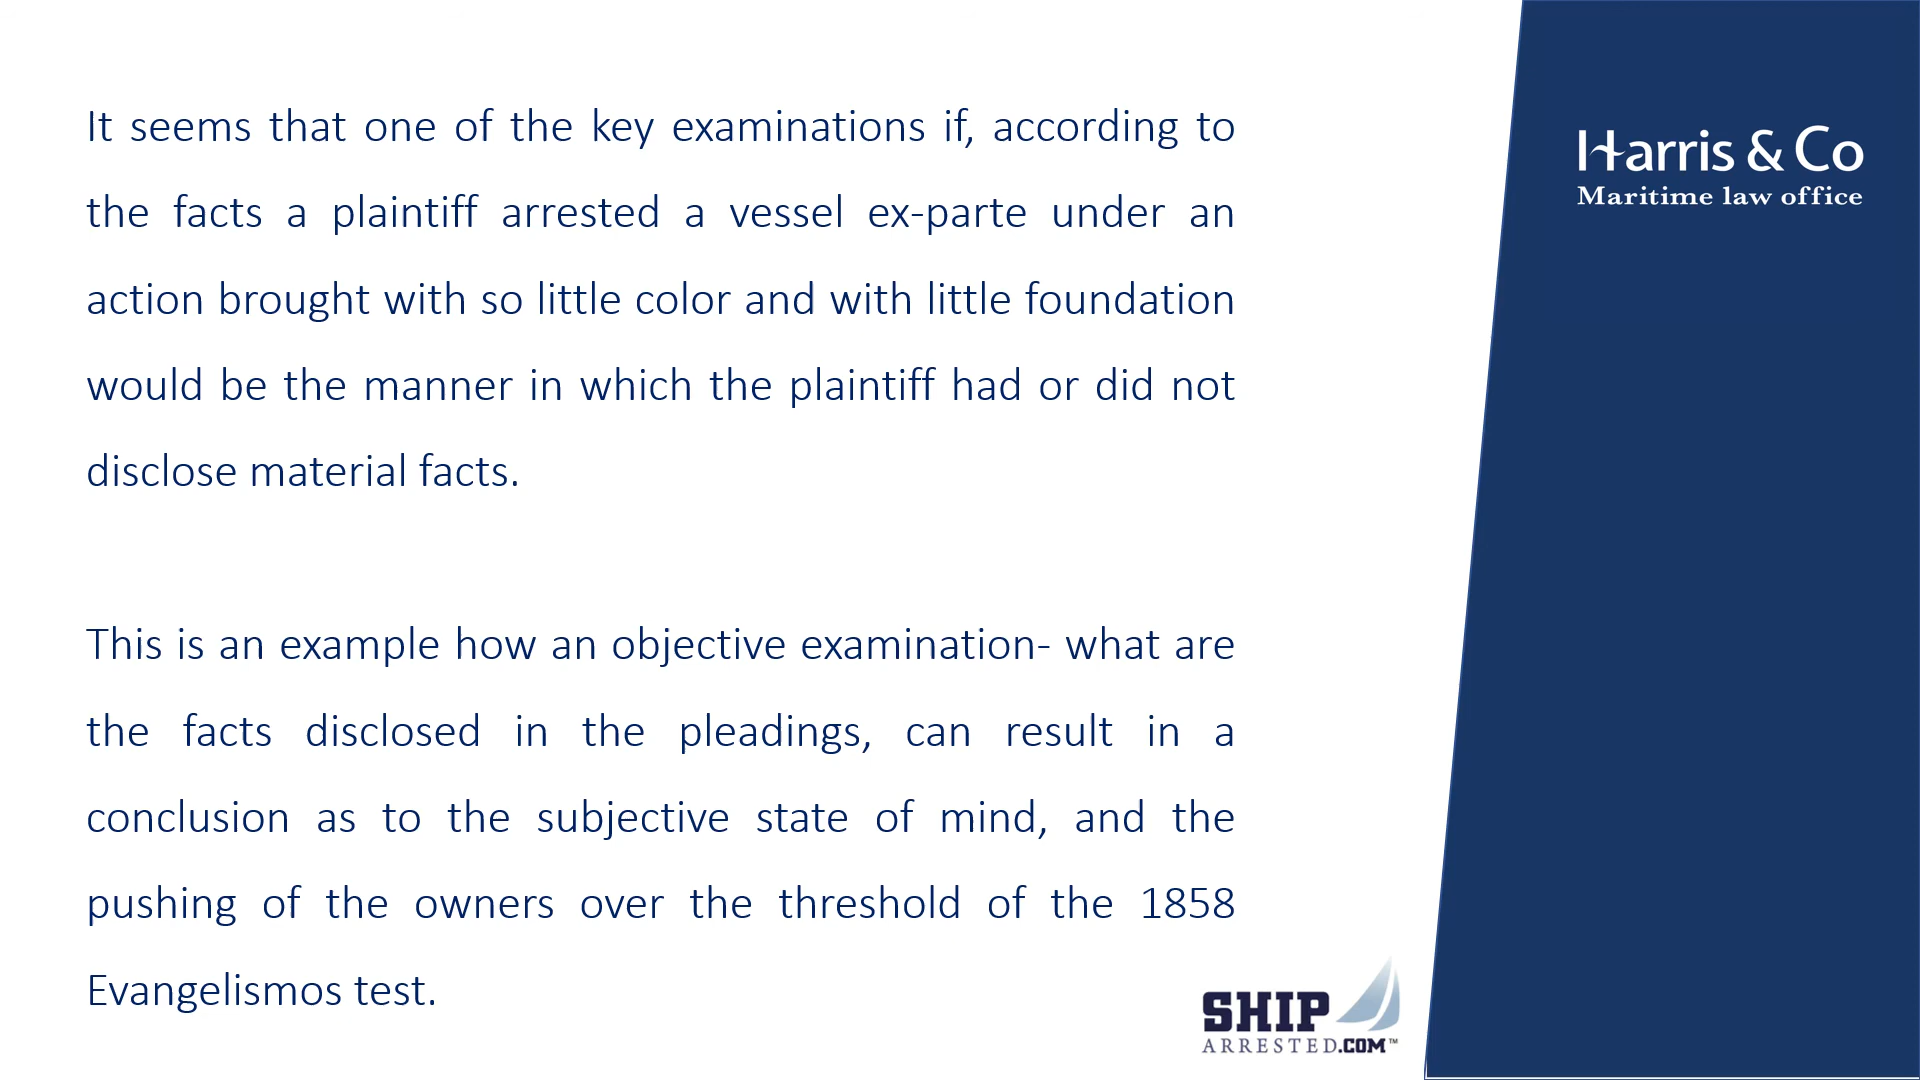 It seems that one of the key examinations if, according to
the facts a plaintiff arrested a vessel ex-parte under an
action brought with so little color and with little foundation
would be the manner in which the plaintiff had or did not
disclose material facts.
This is an example how an objective examination- what are
the facts disclosed in the pleadings, can result in a
conclusion as to the subjective state of mind, and the
pushing of the owners over the threshold of the 1858
Evangelismos test.
Harris & Co
Maritime law office
SHIP
ARRESTED.COM™